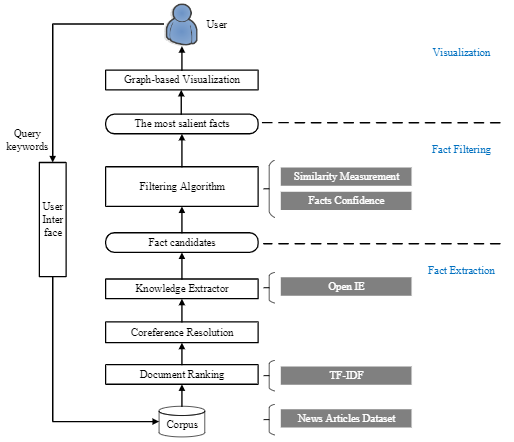 User
Visualization
Graph-based Visualization
The most salient facts
Query
keywords
Fact Filtering
Similarity Measurement
Filtering Algorithm
Facts Confidence
User
Inter
face
Fact candidates
Fact Extraction
Knowledge Extractor
Open IE
Coreference Resolution
Document Ranking
TF-IDF
News Articles Dataset
Corpus